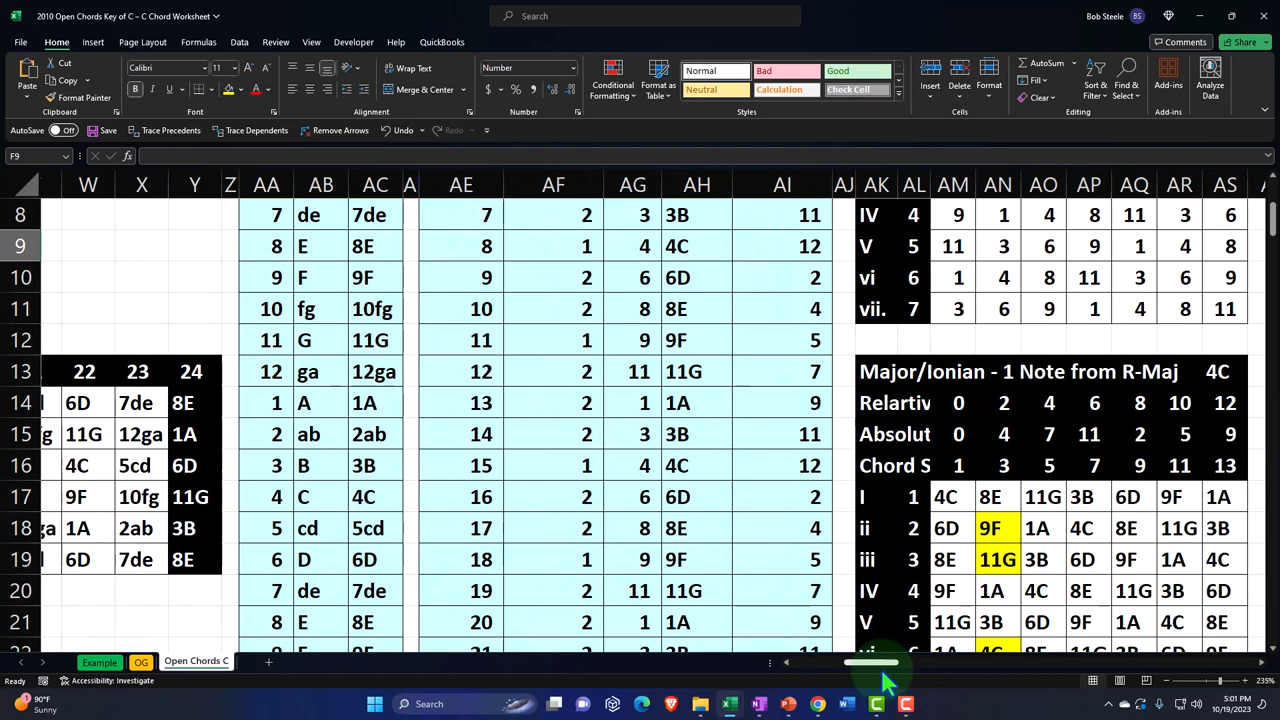 2010 Open Chords Key of C – C Chord Worksheet
Search
Bob Steele BS
File Home Insert Page Layout Formulas Data Review View Developer Help QuickBooks Comments Share
Cut Calibri 11 Wrap Text Number Normal Bad Good AutoSum
Paste Copy Format Painter B I U Merge & Center $ % Conditional Formatting Format as Table Neutral Calculation Check Cell Insert Delete Format Fill Clear Sort & Filter Find & Select Add-ins Analyze Data
Clipboard Font Alignment Number Styles Cells Editing Add-ins
AutoSave Off Save Trace Precedents Trace Dependents Remove Arrows Undo Redo
F9 fx
W X Y Z AA AB AC A AE AF AG AH AI AJ AK AL AM AN AO AP AQ AR AS
8 7 de 7de 7 2 3 3B 11 IV 4 9 1 4 8 11 3 6
9 8 E 8E 8 1 4 4C 12 V 5 11 3 6 9 1 4 8
10 9 F 9F 9 2 6 6D 2 vi 6 1 4 8 11 3 6 9
11 10 fg 10fg 10 2 8 8E 4 vii. 7 3 6 9 1 4 8 11
12 11 G 11G 11 1 9 9F 5
13 22 23 24 12 ga 12ga 12 2 11 11G 7 Major/Ionian - 1 Note from R-Maj 4C
14 6D 7de 8E 1 A 1A 13 2 1 1A 9 Relartiv 0 2 4 6 8 10 12
15 fg 11G 12ga 1A 2 ab 2ab 14 2 3 3B 11 Absolut 0 4 7 11 2 5 9
16 4C 5cd 6D 3 B 3B 15 1 4 4C 12 Chord S 1 3 5 7 9 11 13
17 9F 10fg 11G 4 C 4C 16 2 6 6D 2 I 1 4C 8E 11G 3B 6D 9F 1A
18 ga 1A 2ab 3B 5 cd 5cd 17 2 8 8E 4 ii 2 6D 9F 1A 4C 8E 11G 3B
19 6D 7de 8E 6 D 6D 18 1 9 9F 5 iii 3 8E 11G 3B 6D 9F 1A 4C
20 7 de 7de 19 2 11 11G 7 IV 4 9F 1A 4C 8E 11G 3B 6D
21 8 E 8E 20 2 1 1A 9 V 5 11G 3B 6D 9F 1A 4C 8E
Example OG Open Chords C
Ready Accessibility: Investigate 235%
90°F
Sunny
Search
5:01 PM
10/19/2023